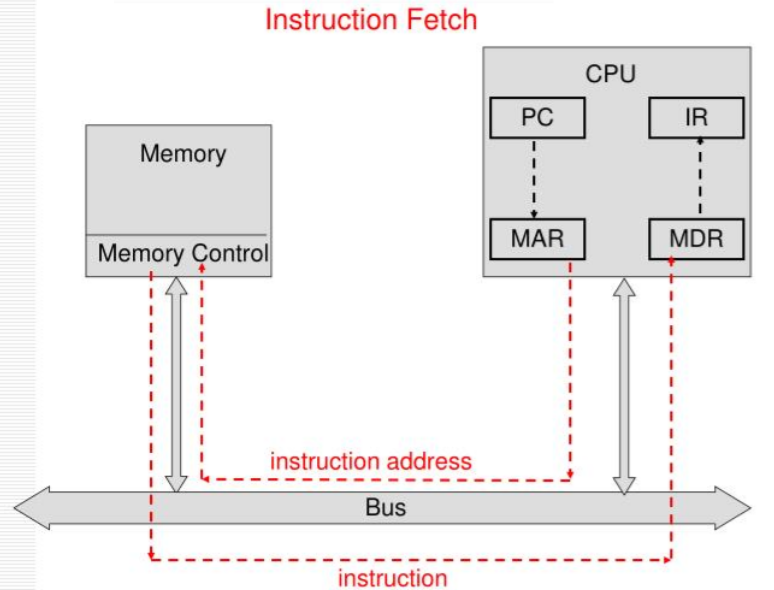 Instruction Fetch
CPU
PC
IR
Memory
MAR
MDR
Memory Control
instruction address
Bus
instruction